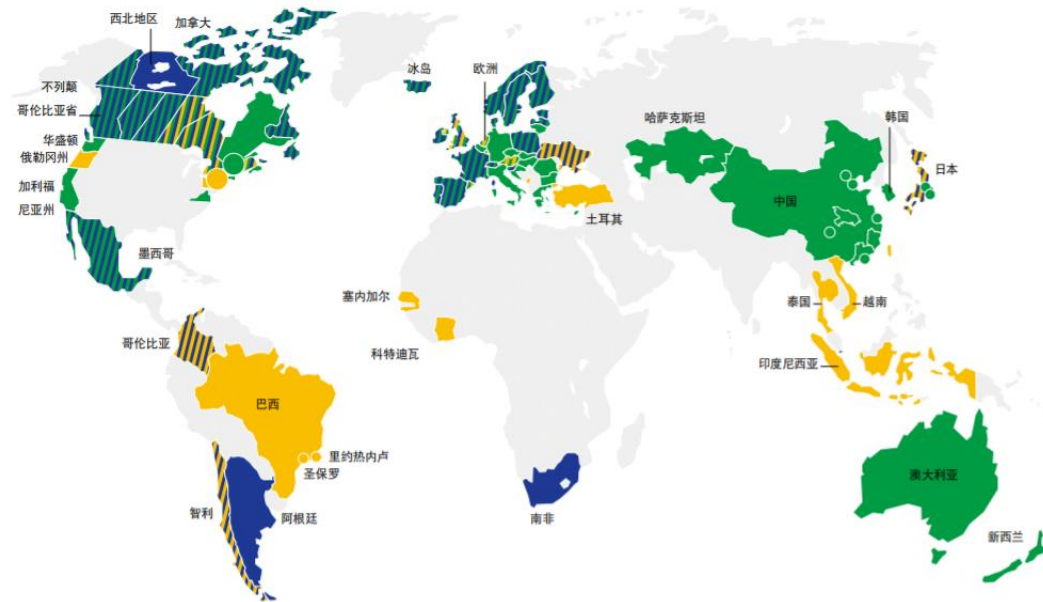 西北地区
加拿大
不列颠
哥伦比亚省
华盛顿
俄勒冈州
加利福
尼亚州
墨西哥
冰岛
欧洲
哈萨克斯坦
韩国
日本
中国
土耳其
塞内加尔
科特迪瓦
泰国
越南
印度尼西亚
哥伦比亚
巴西
里约热内卢
圣保罗
智利
阿根廷
南非
澳大利亚
新西兰